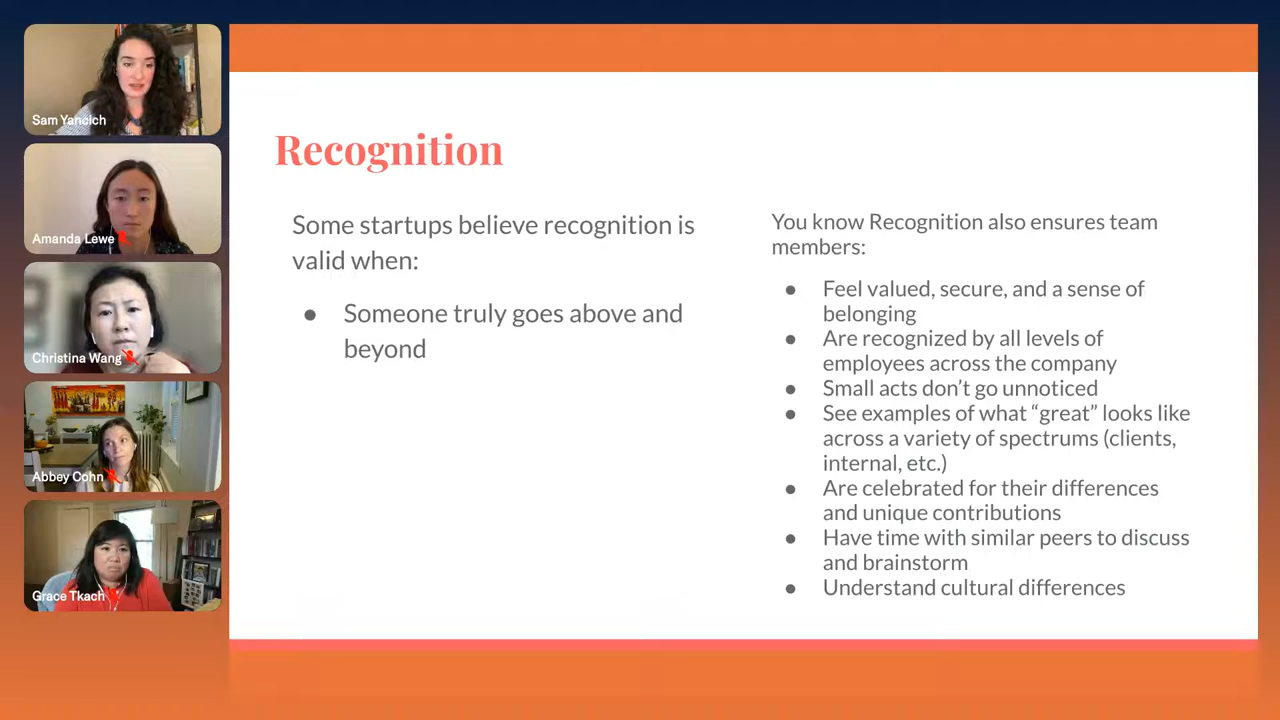 Sam Yancich
Amanda Lewe
Christina Wang
Abbey Cohn
Grace Tkach
Recognition
Some startups believe recognition is
valid when:
● Someone truly goes above and
beyond
You know Recognition also ensures team
members:
● Feel valued, secure, and a sense of
belonging
● Are recognized by all levels of
employees across the company
● Small acts don’t go unnoticed
● See examples of what “great” looks like
across a variety of spectrums (clients,
internal, etc.)
● Are celebrated for their differences
and unique contributions
● Have time with similar peers to discuss
and brainstorm
● Understand cultural differences